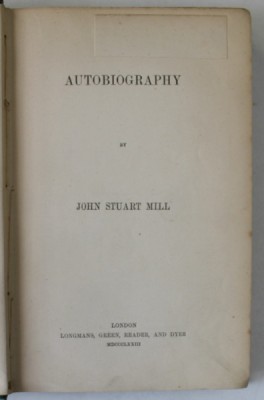 AUTOBIOGRAPHY
BY
JOHN STUART MILL
LONDON
LONGMANS, GREEN, READER, AND DYER
MDCCCLXXIII